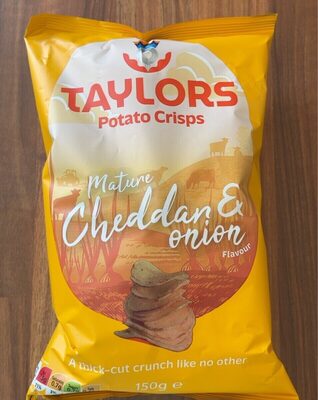 TAYLORS
Potato Crisps
Mature
Cheddar &
onion
Flavour
A thick-cut crunch like no other
150g e